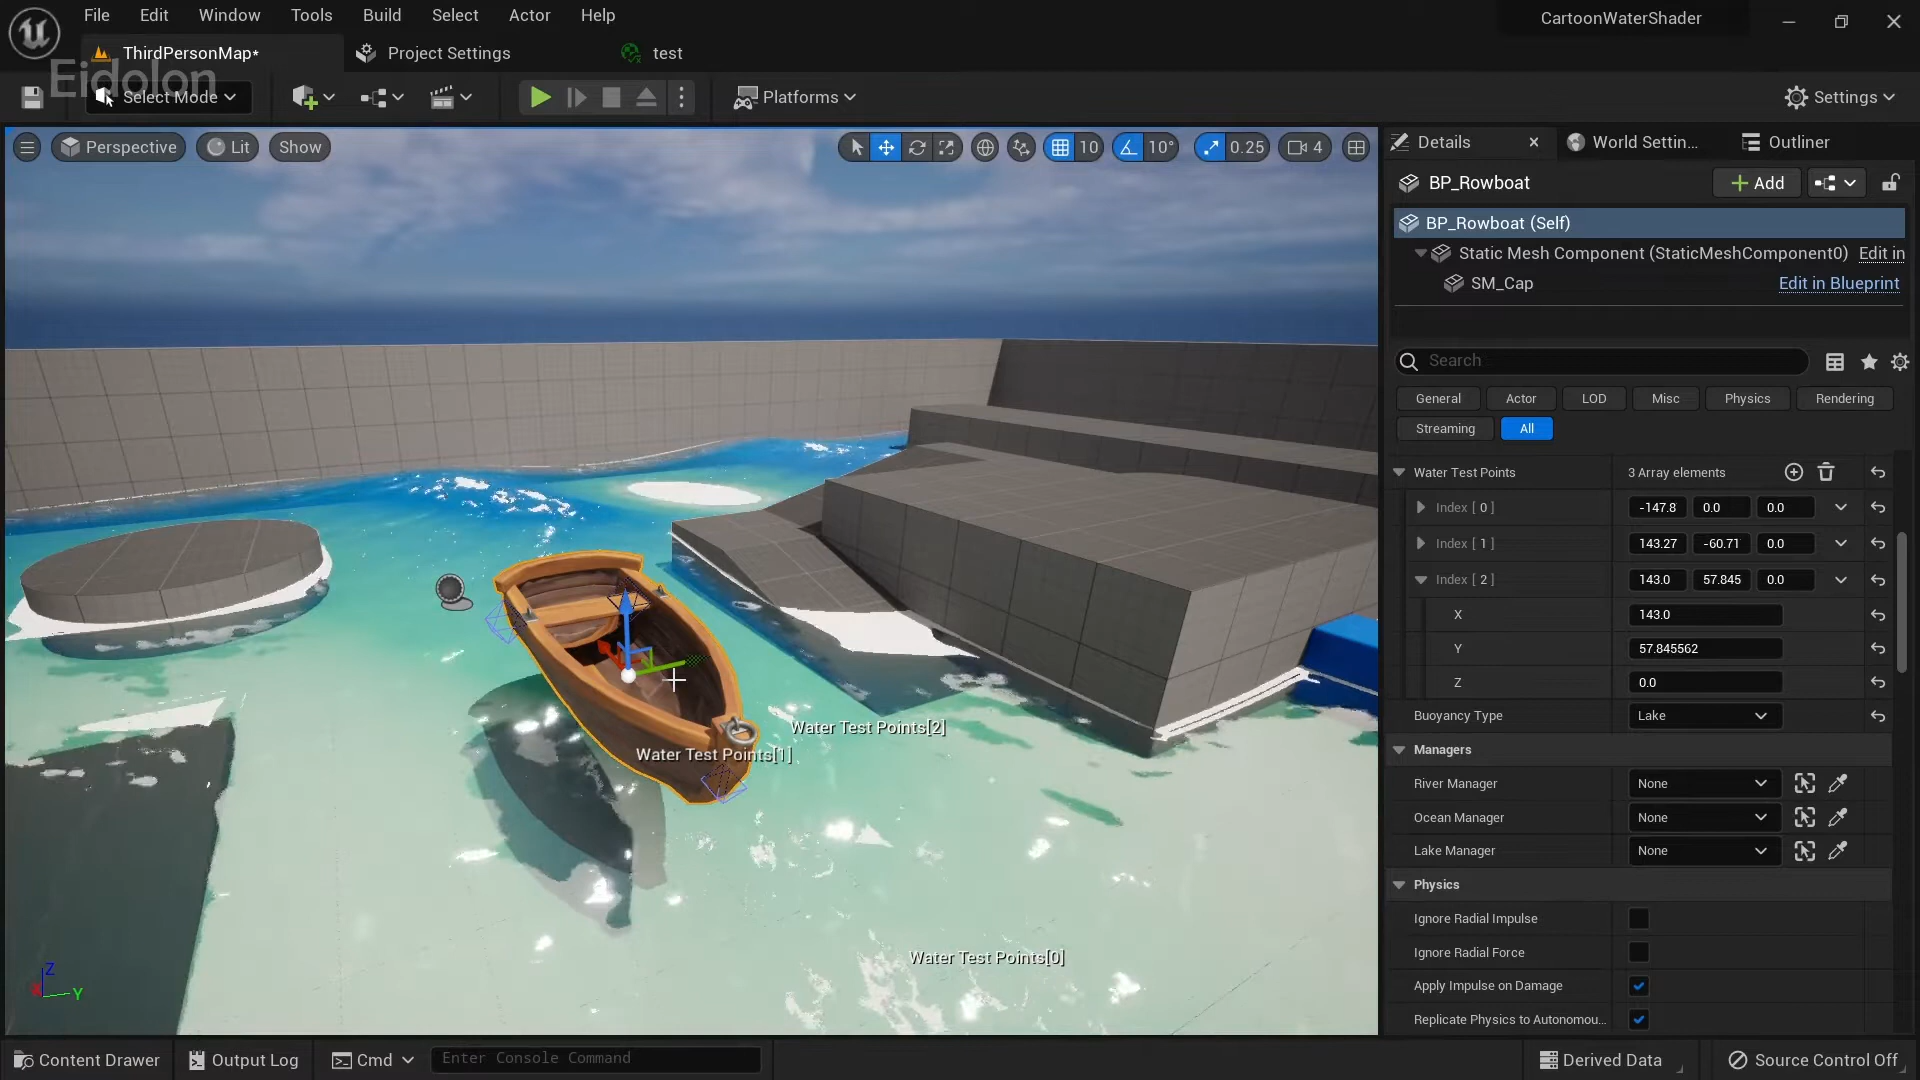 File Edit Window Tools Build Select Actor Help
CartoonWaterShader
ThirdPersonMap*
Project Settings
test
Eidolon
Select Mode
Platforms
Settings
Perspective
Lit
Show
10
10°
0.25
4
Details
World Settin...
Outliner
BP_Rowboat
Add
BP_Rowboat (Self)
Static Mesh Component (StaticMeshComponent0) Edit in
SM_Cap Edit in Blueprint
Search
General Actor LOD Misc Physics Rendering
Streaming All
Water Test Points 3 Array elements
Index [ 0 ] -147.8 0.0 0.0
Index [ 1 ] 143.27 -60.71 0.0
Index [ 2 ] 143.0 57.845 0.0
X 143.0
Y 57.845562
Z 0.0
Buoyancy Type Lake
Managers
River Manager None
Ocean Manager None
Lake Manager None
Physics
Ignore Radial Impulse
Ignore Radial Force
Apply Impulse on Damage
Replicate Physics to Autonomou...
Water Test Points[2]
Water Test Points[1]
Water Test Points[0]
Z
X
Y
Content Drawer
Output Log
Cmd
Enter Console Command
Derived Data
Source Control Off